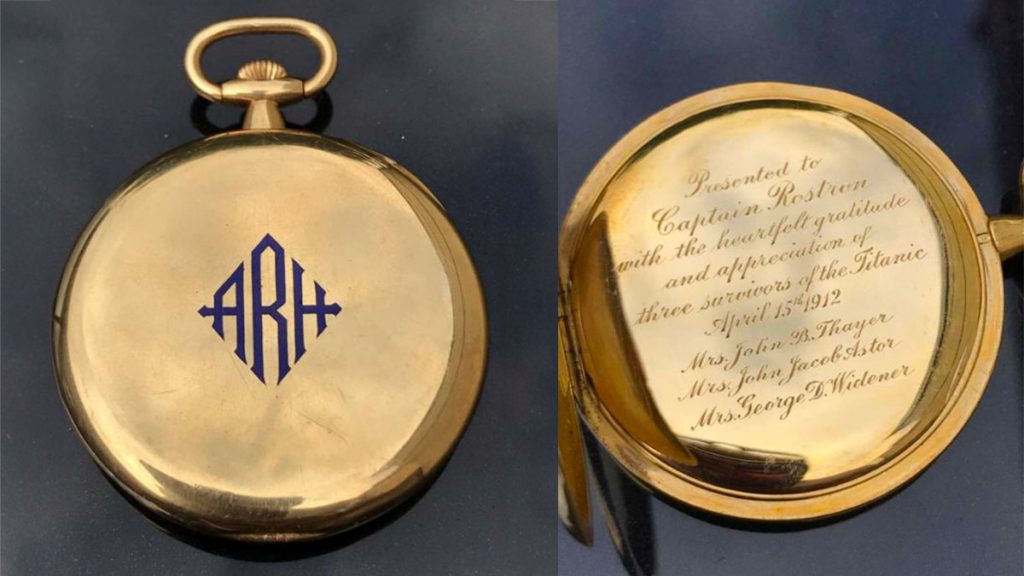 ARH
Presented to
Captain Rostron
with the heartfelt gratitude
and appreciation of
three survivors of the Titanic
April 15th 1912
Mrs. John B. Thayer
Mrs. John Jacob Astor
Mrs. George D. Widener